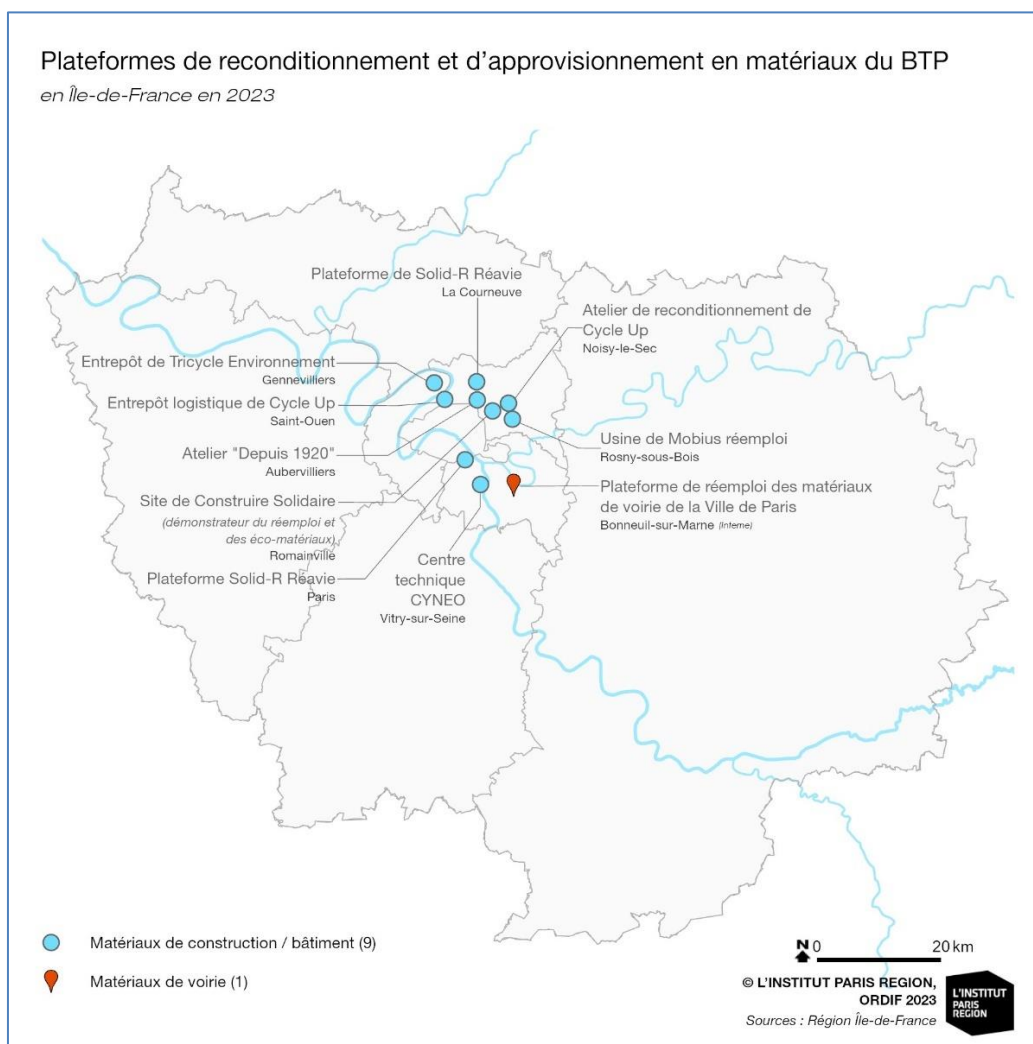 Plateformes de reconditionnement et d'approvisionnement en matériaux du BTP
en Île-de-France en 2023
Plateforme de Solid-R Réavie
La Courneuve
Atelier de reconditionnement de
Cycle Up
Noisy-le-Sec
Entrepôt de Tricycle Environnement
Gennevilliers
Entrepôt logistique de Cycle Up
Saint-Ouen
Atelier "Depuis 1920"
Aubervilliers
Usine de Mobius réemploi
Rosny-sous-Bois
Site de Construire Solidaire
(démonstrateur du réemploi et
des éco-matériaux)
Romainville
Plateforme de réemploi des matériaux
de voirie de la Ville de Paris
Bonneuil-sur-Marne (Interne)
Plateforme Solid-R Réavie
Paris
Centre
technique
CYNEO
Vitry-sur-Seine
Matériaux de construction / bâtiment (9)
Matériaux de voirie (1)
N 0 20 km
© L'INSTITUT PARIS REGION,
ORDIF 2023
Sources : Région Île-de-France
L'INSTITUT
PARIS
REGION